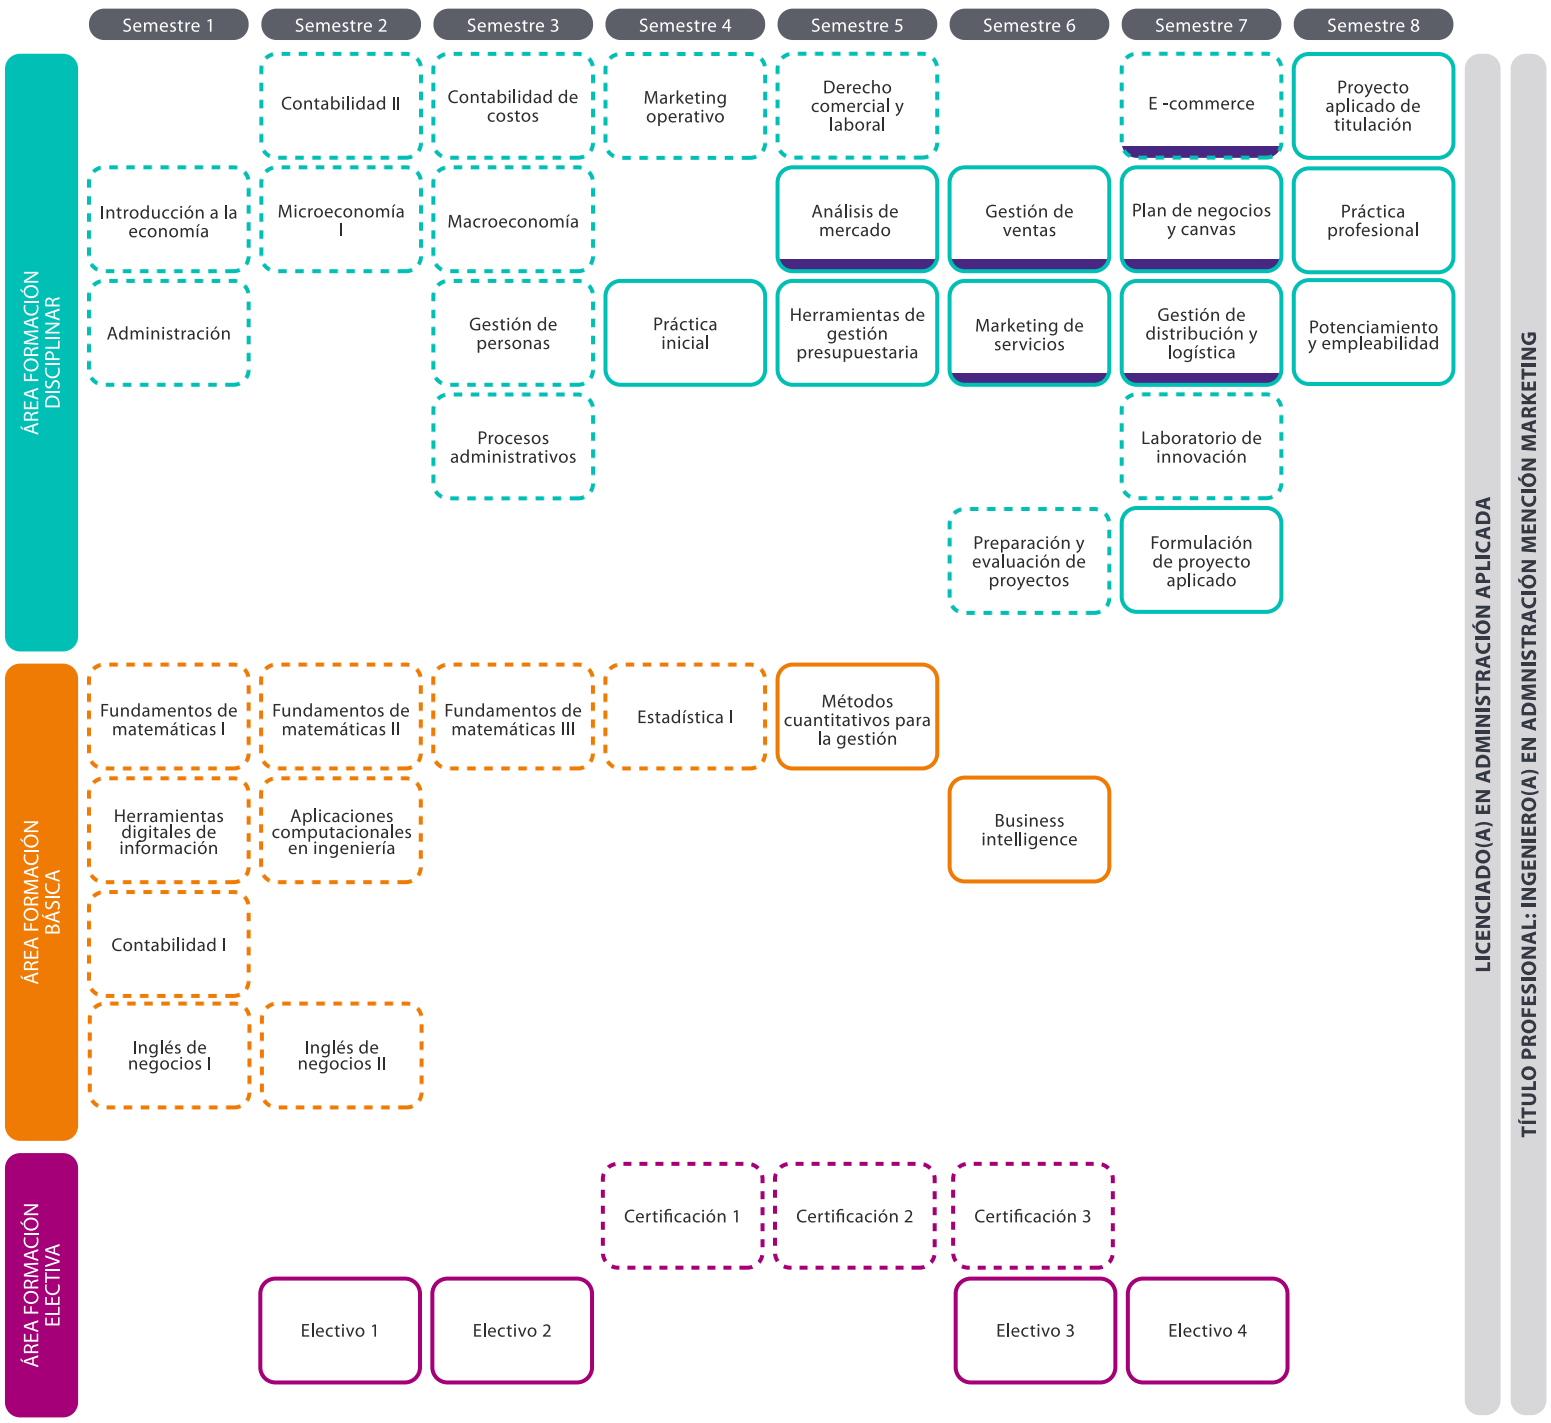 Semestre 1
Semestre 2
Semestre 3
Semestre 4
Semestre 5
Semestre 6
Semestre 7
Semestre 8
ÁREA FORMACIÓN
DISCIPLINAR
Contabilidad II
Contabilidad de
costos
Marketing
operativo
Derecho
comercial y
laboral
E -commerce
Proyecto
aplicado de
titulación
Introducción a la
economía
Microeconomía
I
Macroeconomía
Análisis de
mercado
Gestión de
ventas
Plan de negocios
y canvas
Práctica
profesional
Administración
Gestión de
personas
Práctica
inicial
Herramientas de
gestión
presupuestaria
Marketing de
servicios
Gestión de
distribución y
logística
Potenciamiento
y empleabilidad
Procesos
administrativos
Laboratorio de
innovación
Preparación y
evaluación de
proyectos
Formulación
de proyecto
aplicado
ÁREA FORMACIÓN
BÁSICA
Fundamentos de
matemáticas I
Fundamentos de
matemáticas II
Fundamentos de
matemáticas III
Estadística I
Métodos
cuantitativos para
la gestión
Herramientas
digitales de
información
Aplicaciones
computacionales
en ingeniería
Business
intelligence
Contabilidad I
Inglés de
negocios I
Inglés de
negocios II
ÁREA FORMACIÓN
ELECTIVA
Certificación 1
Certificación 2
Certificación 3
Electivo 1
Electivo 2
Electivo 3
Electivo 4
LICENCIADO(A) EN ADMINISTRACIÓN APLICADA
TÍTULO PROFESIONAL: INGENIERO(A) EN ADMNISTRACIÓN MENCIÓN MARKETING